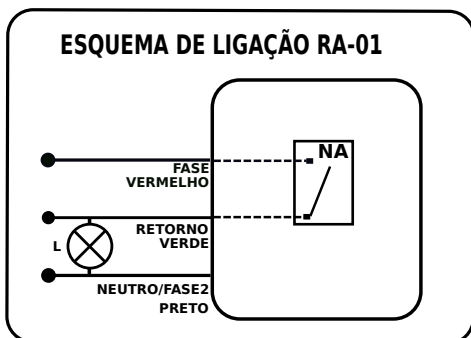 ESQUEMA DE LIGAÇÃO RA-01
NA
FASE
VERMELHO
RETORNO
VERDE
L
NEUTRO/FASE2
PRETO